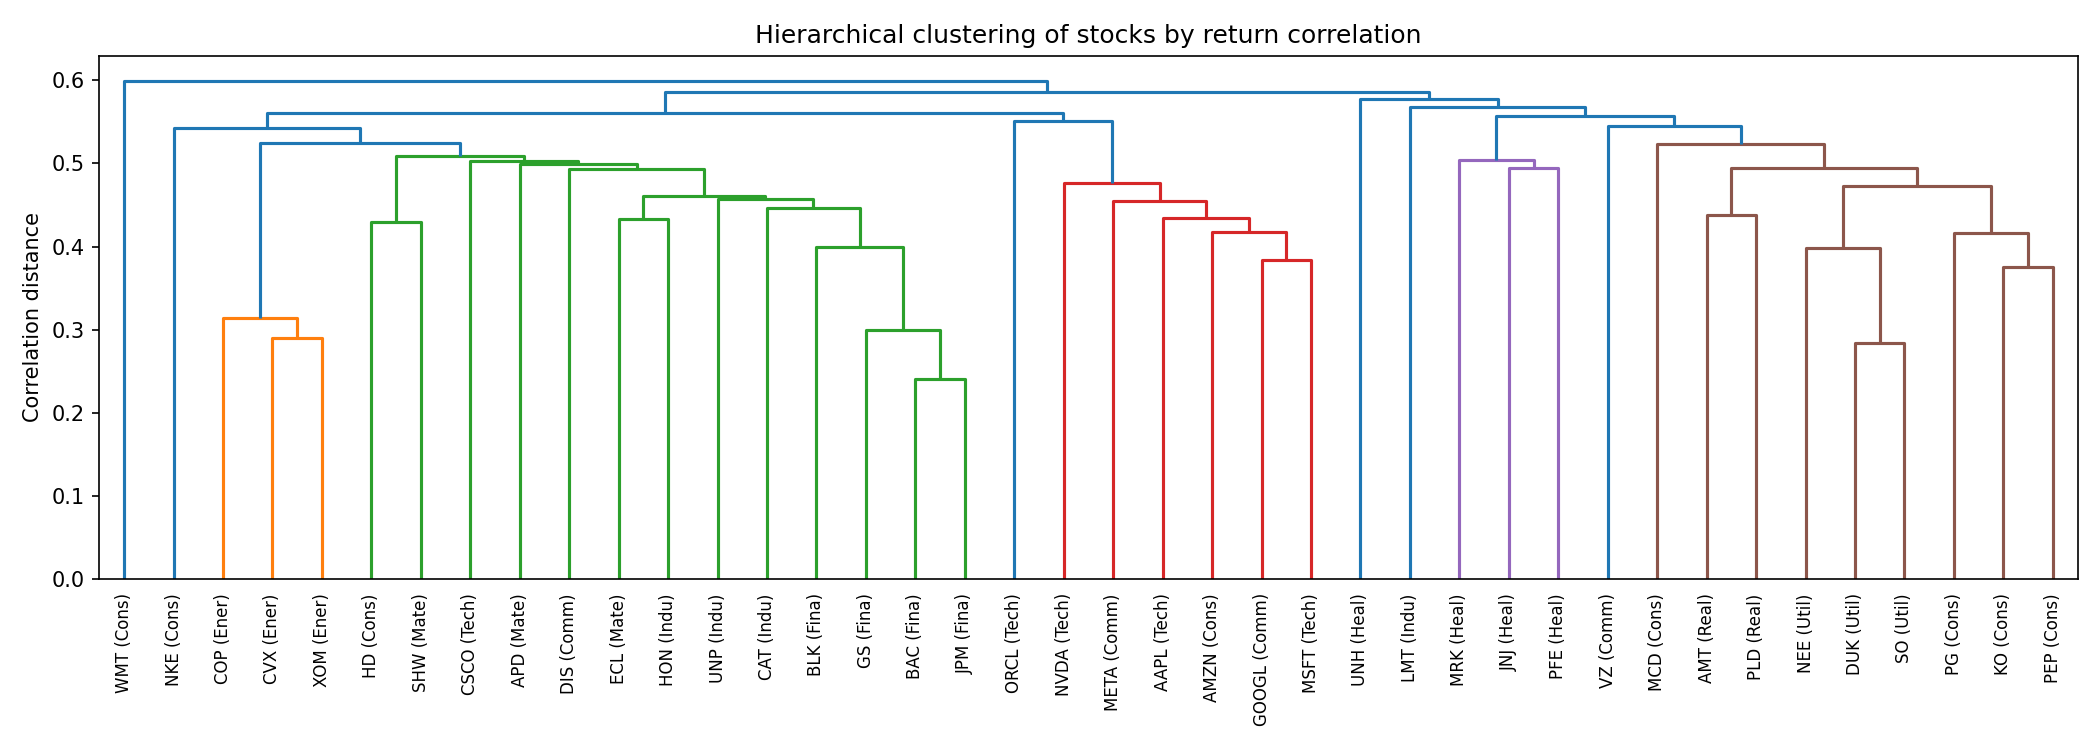 Hierarchical clustering of stocks by return correlation
Correlation distance
0.6
0.5
0.4
0.3
0.2
0.1
0.0
WMT (Cons)
NKE (Cons)
COP (Ener)
CVX (Ener)
XOM (Ener)
HD (Cons)
SHW (Mate)
CSCO (Tech)
APD (Mate)
DIS (Comm)
ECL (Mate)
HON (Indu)
UNP (Indu)
CAT (Indu)
BLK (Fina)
GS (Fina)
BAC (Fina)
JPM (Fina)
ORCL (Tech)
NVDA (Tech)
META (Comm)
AAPL (Tech)
AMZN (Cons)
GOOGL (Comm)
MSFT (Tech)
UNH (Heal)
LMT (Indu)
MRK (Heal)
JNJ (Heal)
PFE (Heal)
VZ (Comm)
MCD (Cons)
AMT (Real)
PLD (Real)
NEE (Util)
DUK (Util)
SO (Util)
PG (Cons)
KO (Cons)
PEP (Cons)